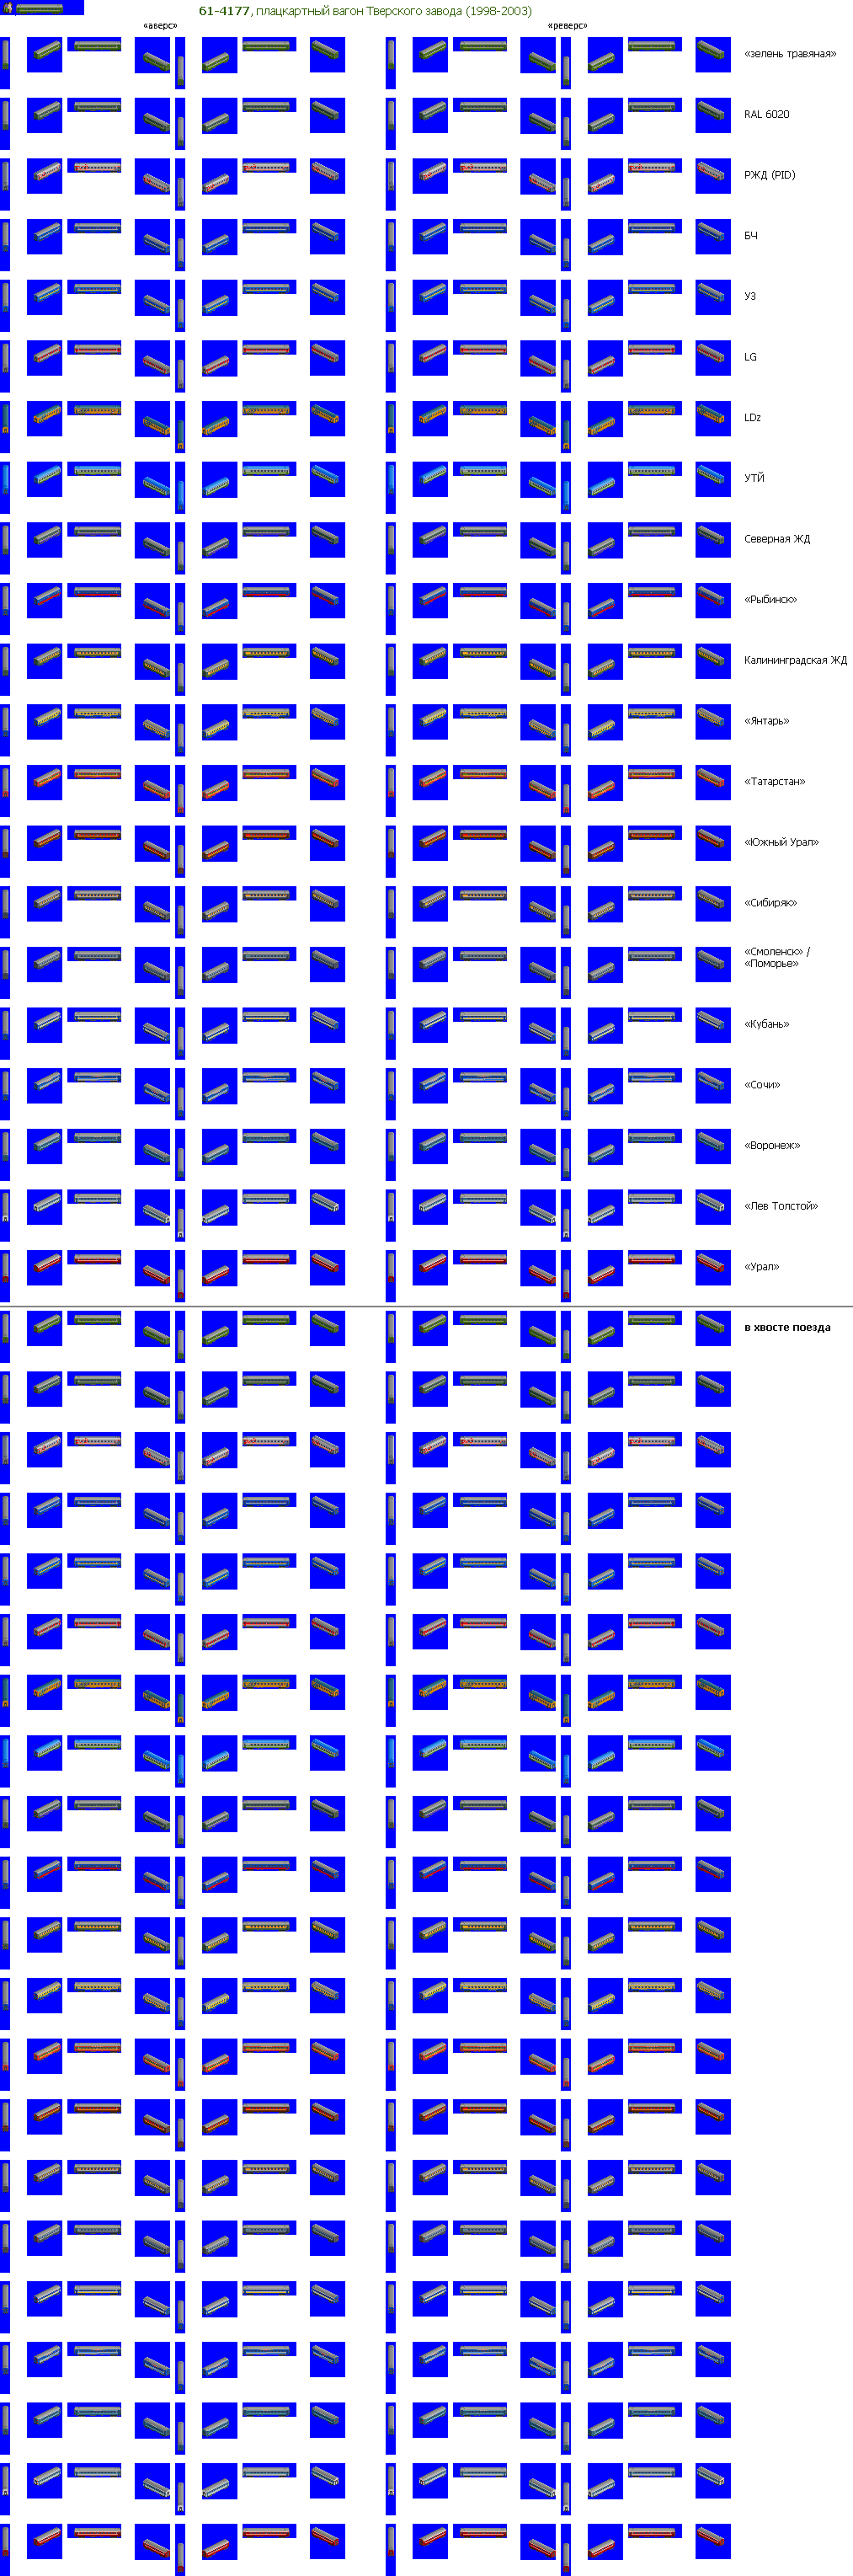 61-4177, плацкартный вагон Тверского завода (1998-2003)
«аверс»
«реверс»
«зелень травяная»
RAL 6020
РЖД (PID)
БЧ
УЗ
LG
LDz
УТЙ
Северная ЖД
«Рыбинск»
Калининградская ЖД
«Янтарь»
«Татарстан»
«Южный Урал»
«Сибиряк»
«Смоленск» /
«Поморье»
«Кубань»
«Сочи»
«Воронеж»
«Лев Толстой»
«Урал»
в хвосте поезда